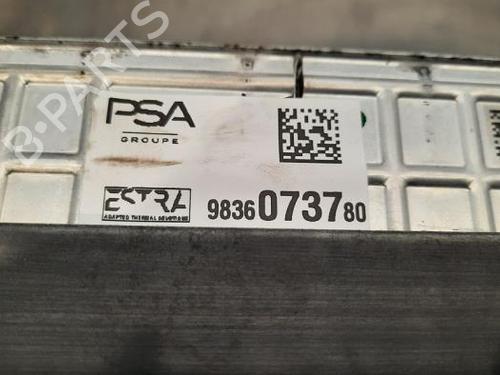 B-PARTS
PSA
GROUPE
ESTRA
ADAPTED THERMAL SOLUTIONS
9836073780